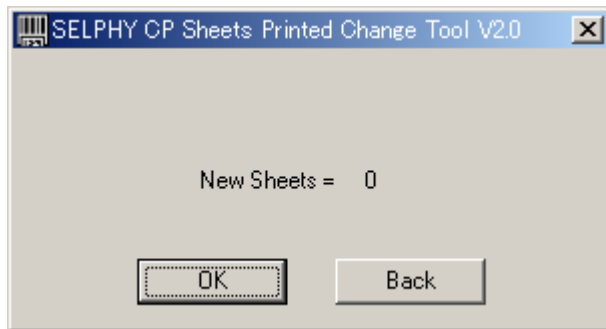 SELPHY CP Sheets Printed Change Tool V2.0
New Sheets = 0
OK
Back